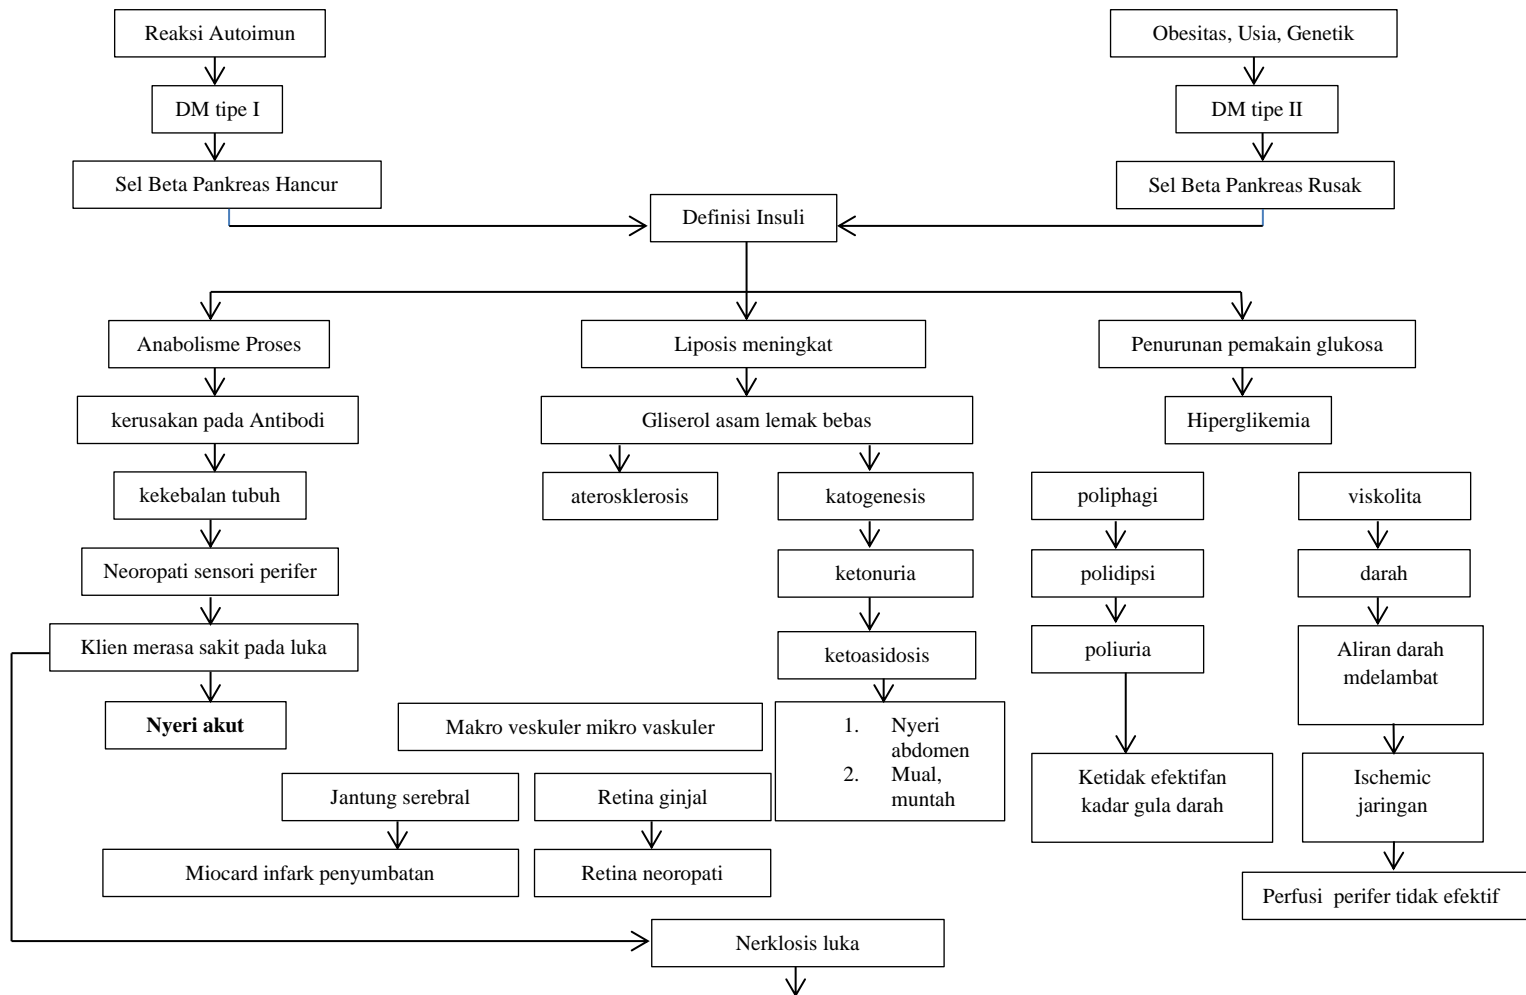 Reaksi Autoimun
Obesitas, Usia, Genetik
DM tipe I
DM tipe II
Sel Beta Pankreas Hancur
Sel Beta Pankreas Rusak
Definisi Insuli
Anabolisme Proses
Liposis meningkat
Penurunan pemakain glukosa
kerusakan pada Antibodi
Gliserol asam lemak bebas
Hiperglikemia
kekebalan tubuh
aterosklerosis
katogenesis
poliphagi
viskolita
Neoropati sensori perifer
ketonuria
polidipsi
darah
Klien merasa sakit pada luka
ketoasidosis
poliuria
Aliran darah
mdelambat
Nyeri akut
Makro veskuler mikro vaskuler
1. Nyeri
abdomen
2. Mual,
muntah
Ketidak efektifan
kadar gula darah
Ischemic
jaringan
Jantung serebral
Retina ginjal
Miocard infark penyumbatan
Retina neoropati
Perfusi perifer tidak efektif
Nerklosis luka